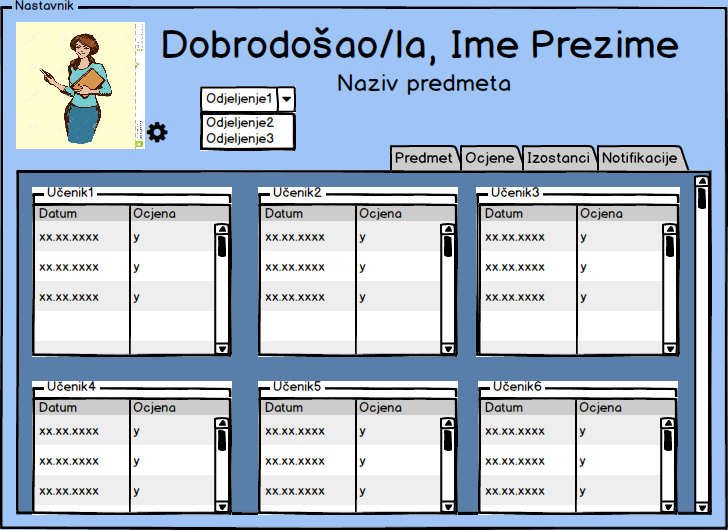 Nastavnik
Dobrodošao/la, Ime Prezime
Naziv predmeta
Odjeljenje1
Odjeljenje2
Odjeljenje3
Predmet Ocjene Izostanci Notifikacije
Učenik1 Učenik2 Učenik3
Datum Ocjena Datum Ocjena Datum Ocjena
xx.xx.xxxx y xx.xx.xxxx y xx.xx.xxxx y
xx.xx.xxxx y xx.xx.xxxx y xx.xx.xxxx y
xx.xx.xxxx y xx.xx.xxxx y xx.xx.xxxx y
Učenik4 Učenik5 Učenik6
Datum Ocjena Datum Ocjena Datum Ocjena
xx.xx.xxxx y xx.xx.xxxx y xx.xx.xxxx y
xx.xx.xxxx y xx.xx.xxxx y xx.xx.xxxx y
xx.xx.xxxx y xx.xx.xxxx y xx.xx.xxxx y